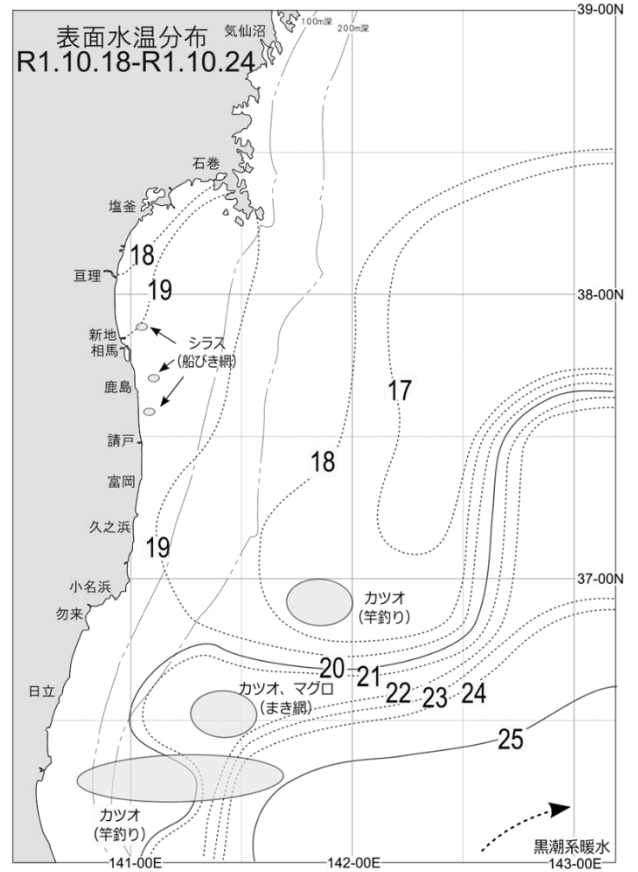 39-00N
気仙沼
100m深
200m深
表面水温分布
R1.10.18-R1.10.24
石巻
塩釜
18
亘理
19
38-00N
新地
相馬
シラス
(船びき網)
鹿島
17
請戸
18
富岡
久之浜
19
37-00N
小名浜
カツオ
(竿釣り)
勿来
20
21
日立
カツオ、マグロ
(まき網)
22
23
24
25
カツオ
(竿釣り)
黒潮系暖水
141-00E
142-00E
143-00E